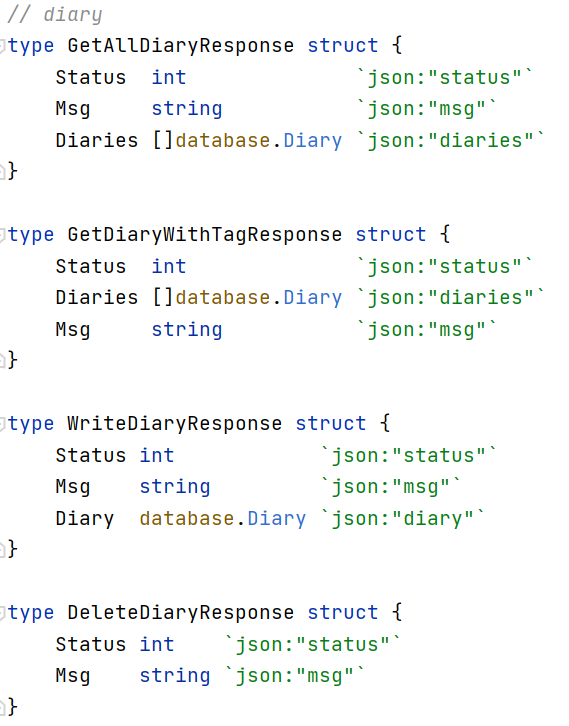 // diary
type GetAllDiaryResponse struct {
    Status  int              `json:"status"`
    Msg     string           `json:"msg"`
    Diaries []database.Diary `json:"diaries"`
}

type GetDiaryWithTagResponse struct {
    Status  int              `json:"status"`
    Diaries []database.Diary `json:"diaries"`
    Msg     string           `json:"msg"`
}

type WriteDiaryResponse struct {
    Status int            `json:"status"`
    Msg    string         `json:"msg"`
    Diary  database.Diary `json:"diary"`
}

type DeleteDiaryResponse struct {
    Status int    `json:"status"`
    Msg    string `json:"msg"`
}